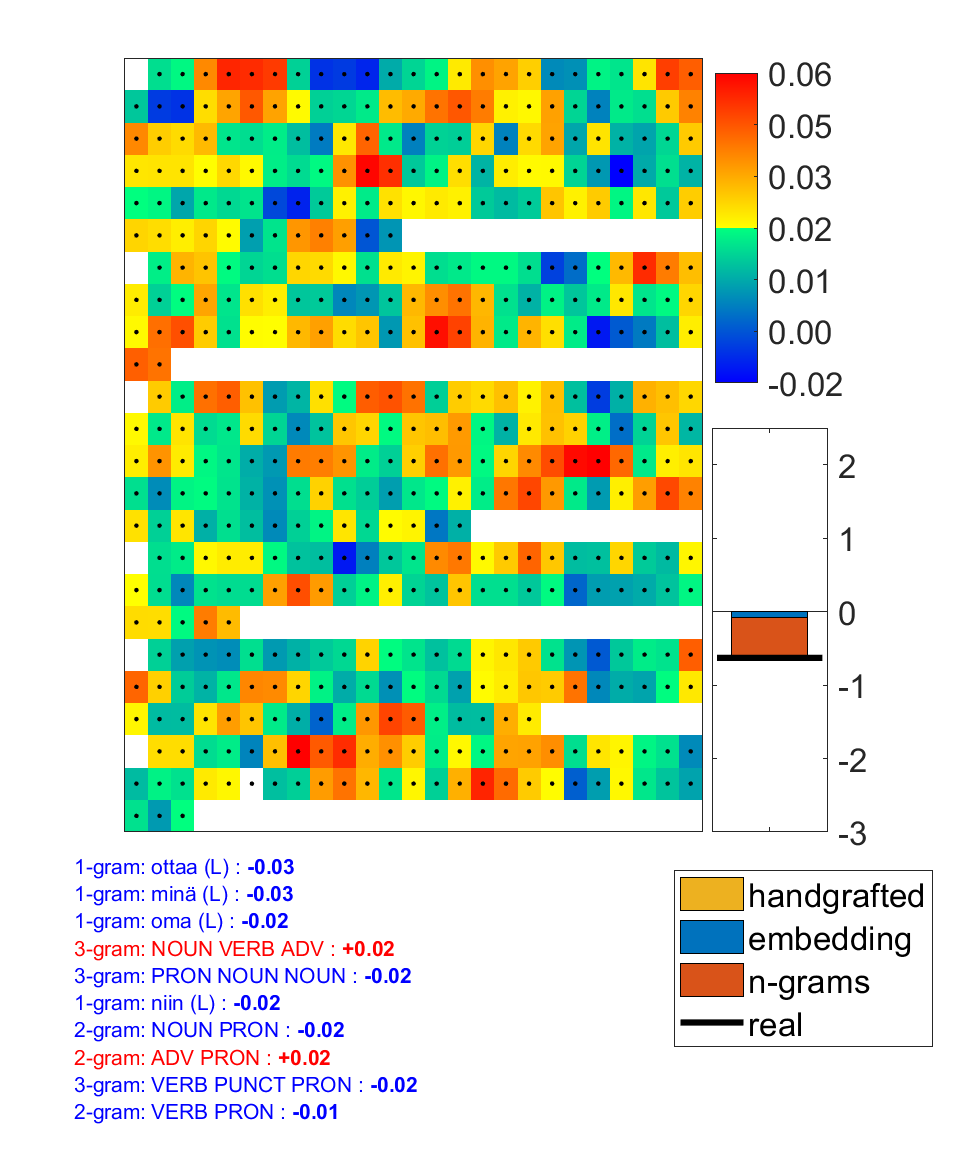 0.06
0.05
0.03
0.02
0.01
0.00
-0.02
2
1
0
-1
-2
-3
1-gram: ottaa (L) : -0.03
1-gram: minä (L) : -0.03
1-gram: oma (L) : -0.02
3-gram: NOUN VERB ADV : +0.02
3-gram: PRON NOUN NOUN : -0.02
1-gram: niin (L) : -0.02
2-gram: NOUN PRON : -0.02
2-gram: ADV PRON : +0.02
3-gram: VERB PUNCT PRON : -0.02
2-gram: VERB PRON : -0.01
handgrafted
embedding
n-grams
real